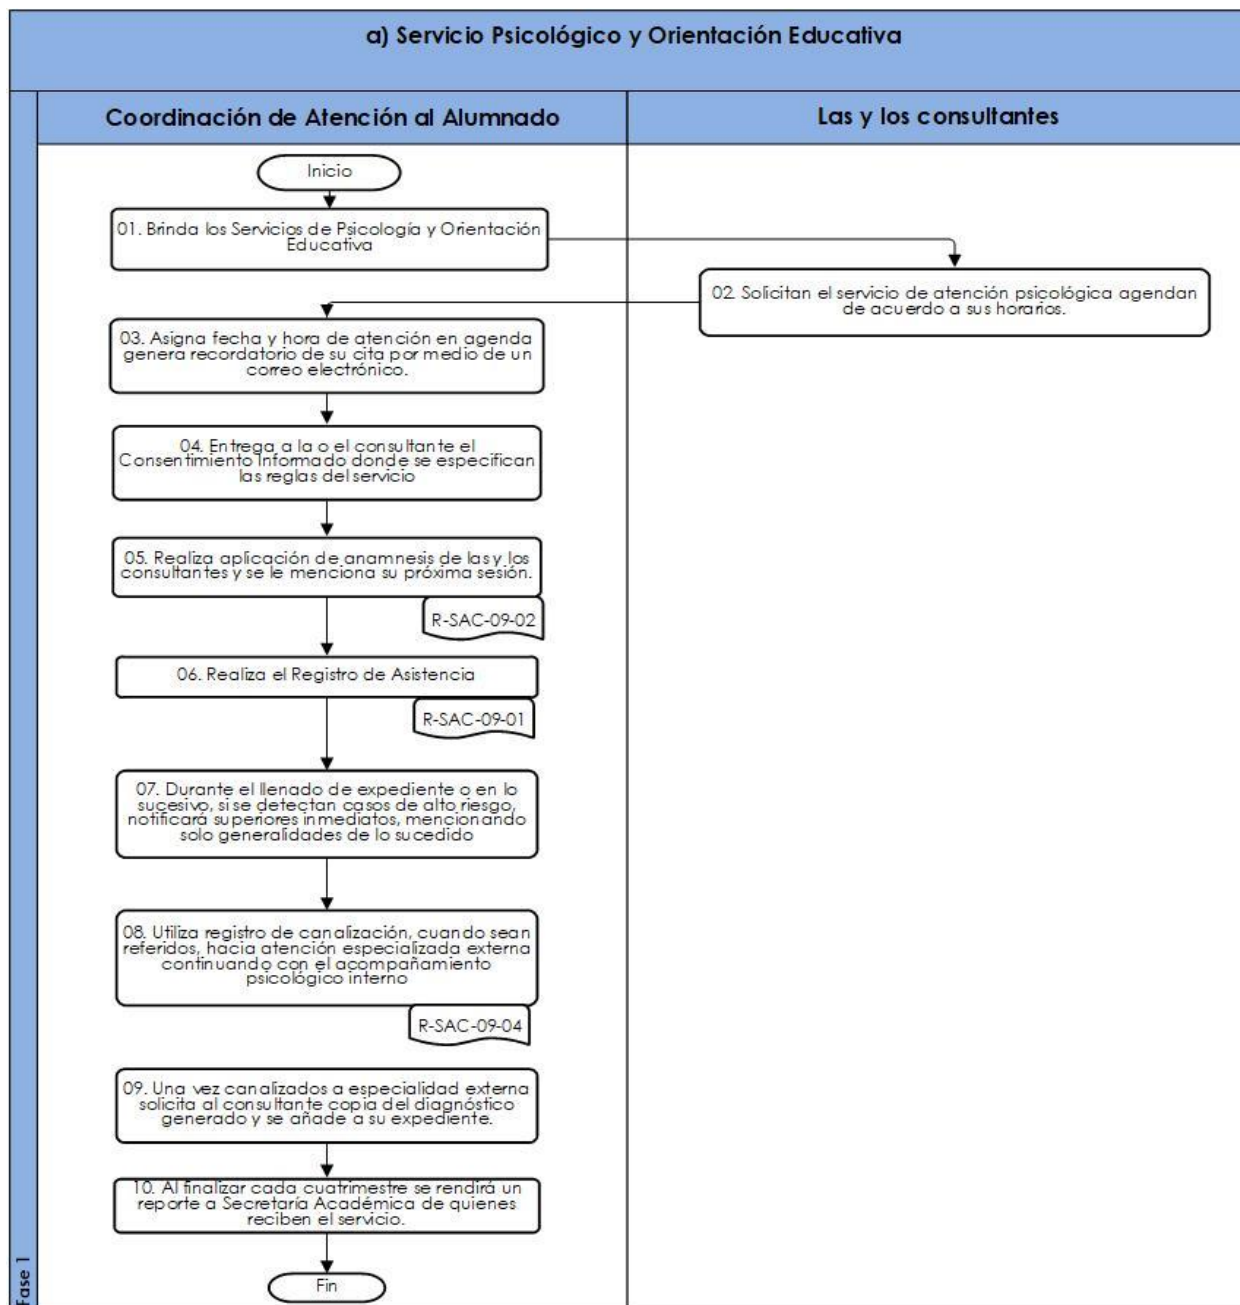 a) Servicio Psicológico y Orientación Educativa
Coordinación de Atención al Alumnado
Las y los consultantes
Inicio
01. Brinda los Servicios de Psicología y Orientación
Educativa
02. Solicitan el servicio de atención psicológica agendan
de acuerdo a sus horarios.
03. Asigna fecha y hora de atención en agenda
genera recordatorio de su cita por medio de un
correo electrónico.
04. Entrega a la o el consultante el
Consentimiento Informado donde se especifican
las reglas del servicio
05. Realiza aplicación de anamnesis de las y los
consultantes y se le menciona su próxima sesión.
R-SAC-09-02
06. Realiza el Registro de Asistencia
R-SAC-09-01
07. Durante el llenado de expediente o en lo
sucesivo, si se detectan casos de alto riesgo,
notificará superiores inmediatos, mencionando
solo generalidades de lo sucedido
08. Utiliza registro de canalización, cuando sean
referidos, hacia atención especializada externa
continuando con el acompañamiento
psicológico interno
R-SAC-09-04
09. Una vez canalizados a especialidad externa
solicita al consultante copia del diagnóstico
generado y se añade a su expediente.
10. Al finalizar cada cuatrimestre se rendirá un
reporte a Secretaría Académica de quienes
reciben el servicio.
Fin
Fase 1